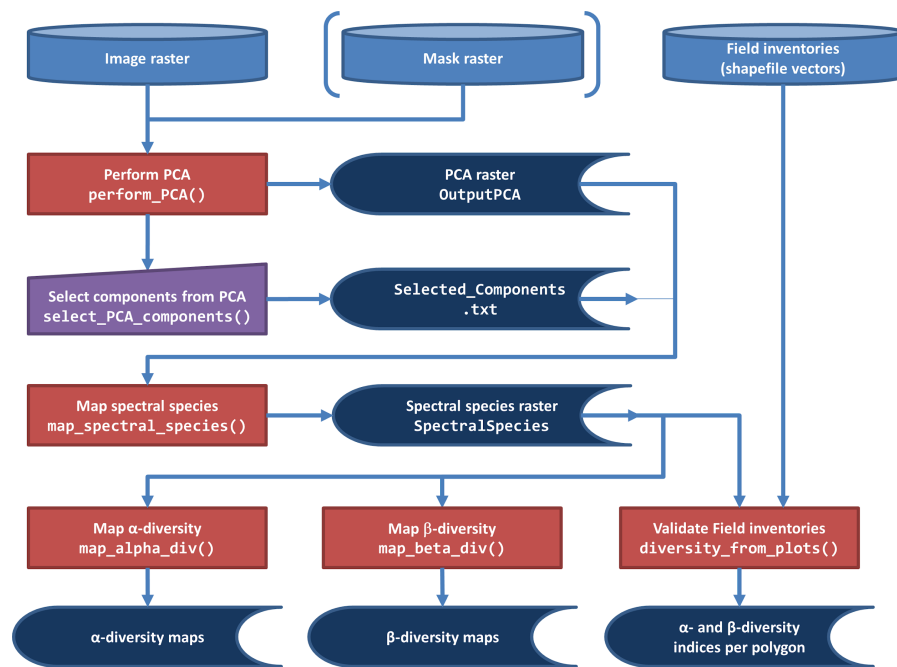 Image raster
Mask raster
Field inventories
(shapefile vectors)
Perform PCA
perform_PCA()
PCA raster
OutputPCA
Select components from PCA
select_PCA_components()
Selected_Components
.txt
Map spectral species
map_spectral_species()
Spectral species raster
SpectralSpecies
Map α-diversity
map_alpha_div()
Map β-diversity
map_beta_div()
Validate Field inventories
diversity_from_plots()
α-diversity maps
β-diversity maps
α- and β-diversity
indices per polygon